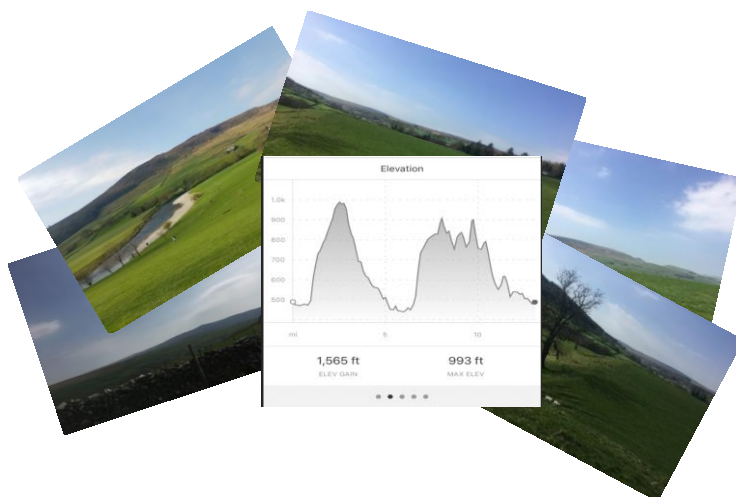 Elevation
1.0k
900
800
700
600
500
mi 5 10
1,565 ft 993 ft
ELEV GAIN MAX ELEV